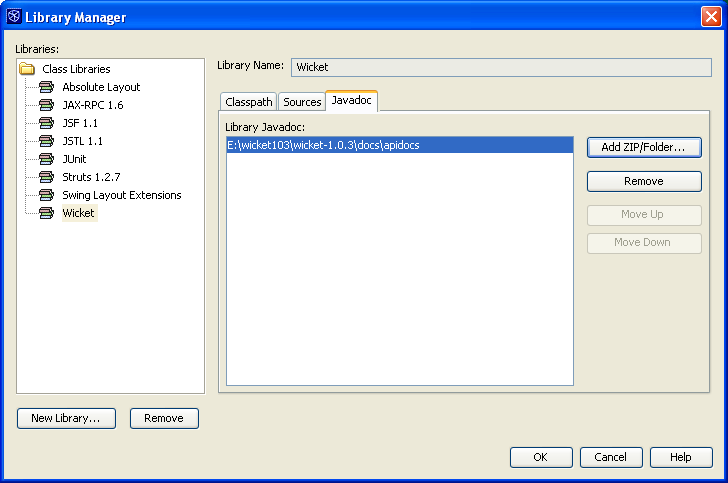 Library Manager
Libraries:
Class Libraries
Absolute Layout
JAX-RPC 1.6
JSF 1.1
JSTL 1.1
JUnit
Struts 1.2.7
Swing Layout Extensions
Wicket
New Library...
Remove
Library Name: Wicket
Classpath Sources Javadoc
Library Javadoc:
E:\wicket103\wicket-1.0.3\docs\apidocs
Add ZIP/Folder...
Remove
Move Up
Move Down
OK Cancel Help